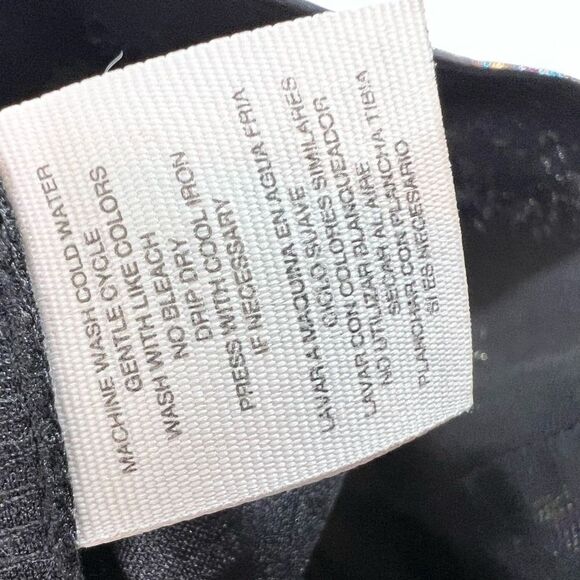 MACHINE WASH COLD WATER
GENTLE CYCLE
WASH WITH LIKE COLORS
NO BLEACH
DRIP DRY
PRESS WITH COOL IRON
IF NECESSARY
LAVAR A MAQUINA EN AGUA FRIA
CICLO SUAVE
LAVAR CON COLORES SIMILARES
NO UTILIZAR BLANQUEADOR
SECAR AL AIRE
PLANCHAR CON PLANCHA TIBIA
SI ES NECESARIO